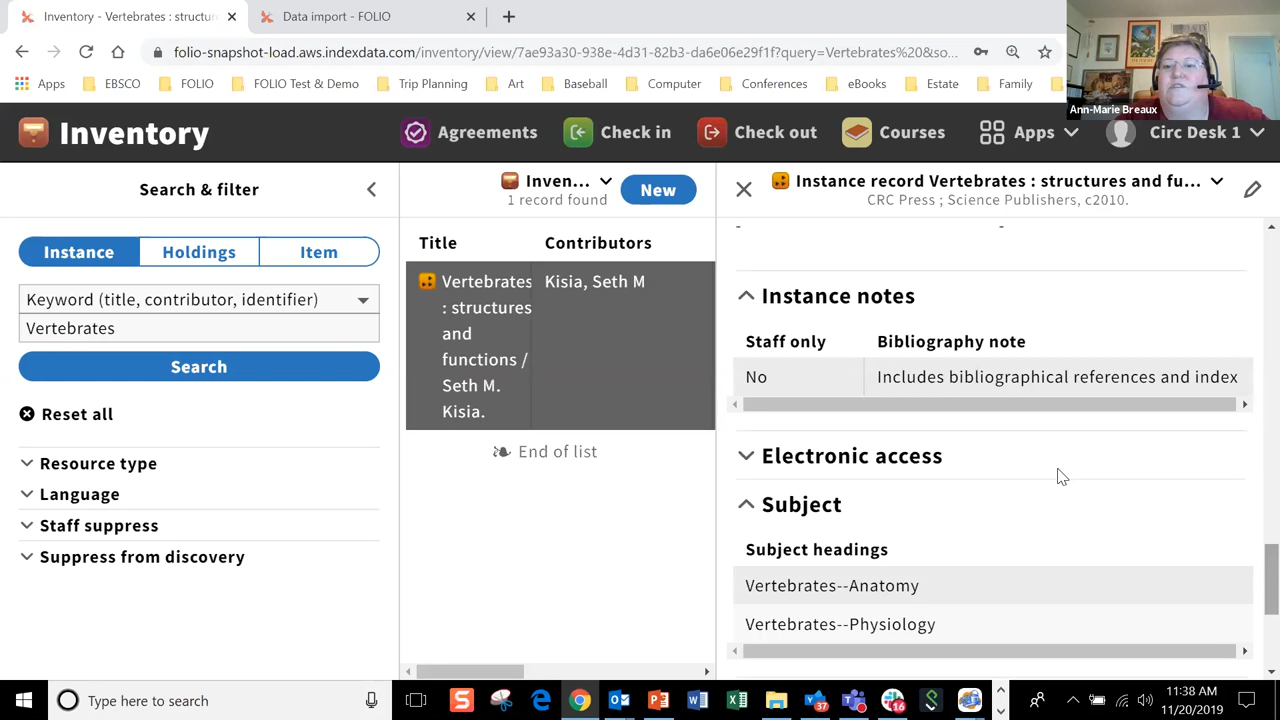 Inventory - Vertebrates : structur
Data import - FOLIO
folio-snapshot-load.aws.indexdata.com/inventory/view/7ae93a30-938e-4d31-82b3-da6e06e29f1f?query=Vertebrates%20&so...
Apps
EBSCO
FOLIO
FOLIO Test & Demo
Trip Planning
Art
Baseball
Computer
Conferences
eBooks
Estate
Family
Ann-Marie Breaux
Inventory
Agreements
Check in
Check out
Courses
Apps
Circ Desk 1
Search & filter
Instance
Holdings
Item
Keyword (title, contributor, identifier)
Vertebrates
Search
Reset all
Resource type
Language
Staff suppress
Suppress from discovery
Inven...
1 record found
New
Title
Contributors
Vertebrates
: structures
and
functions /
Seth M.
Kisia.
Kisia, Seth M
End of list
Instance record Vertebrates : structures and fu...
CRC Press ; Science Publishers, c2010.
Instance notes
Staff only
Bibliography note
No
Includes bibliographical references and index
Electronic access
Subject
Subject headings
Vertebrates--Anatomy
Vertebrates--Physiology
Type here to search
37
16
11:38 AM
11/20/2019